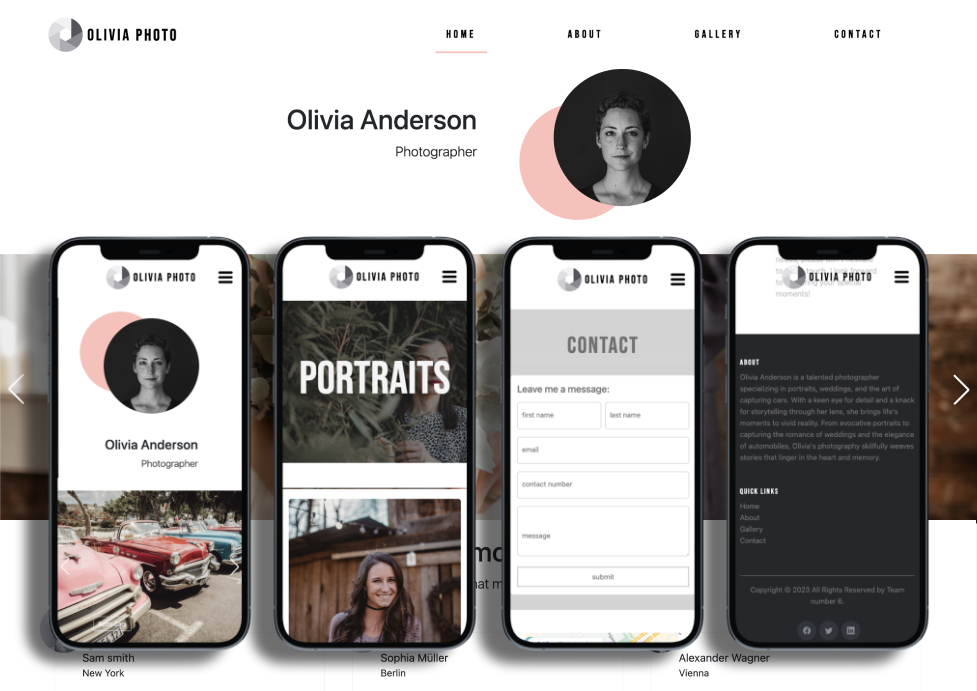 OLIVIA PHOTO
HOME
ABOUT
GALLERY
CONTACT
Olivia Anderson
Photographer
OLIVIA PHOTO
Olivia Anderson
Photographer
OLIVIA PHOTO
PORTRAITS
OLIVIA PHOTO
CONTACT
Leave me a message:
first name
last name
email
contact number
message
submit
OLIVIA PHOTO
moments!
ABOUT
Olivia Anderson is a talented photographer
specializing in portraits, weddings, and the art of
capturing cars. With a keen eye for detail and a knack
for storytelling through her lens, she brings life's
moments to vivid reality. From evocative portraits to
capturing the romance of weddings and the elegance
of automobiles, Olivia's photography skillfully weaves
stories that linger in the heart and memory.
QUICK LINKS
Home
About
Gallery
Contact
Copyright © 2023 All Rights Reserved by Team
number 6.
Sam smith
New York
Sophia Müller
Berlin
Alexander Wagner
Vienna